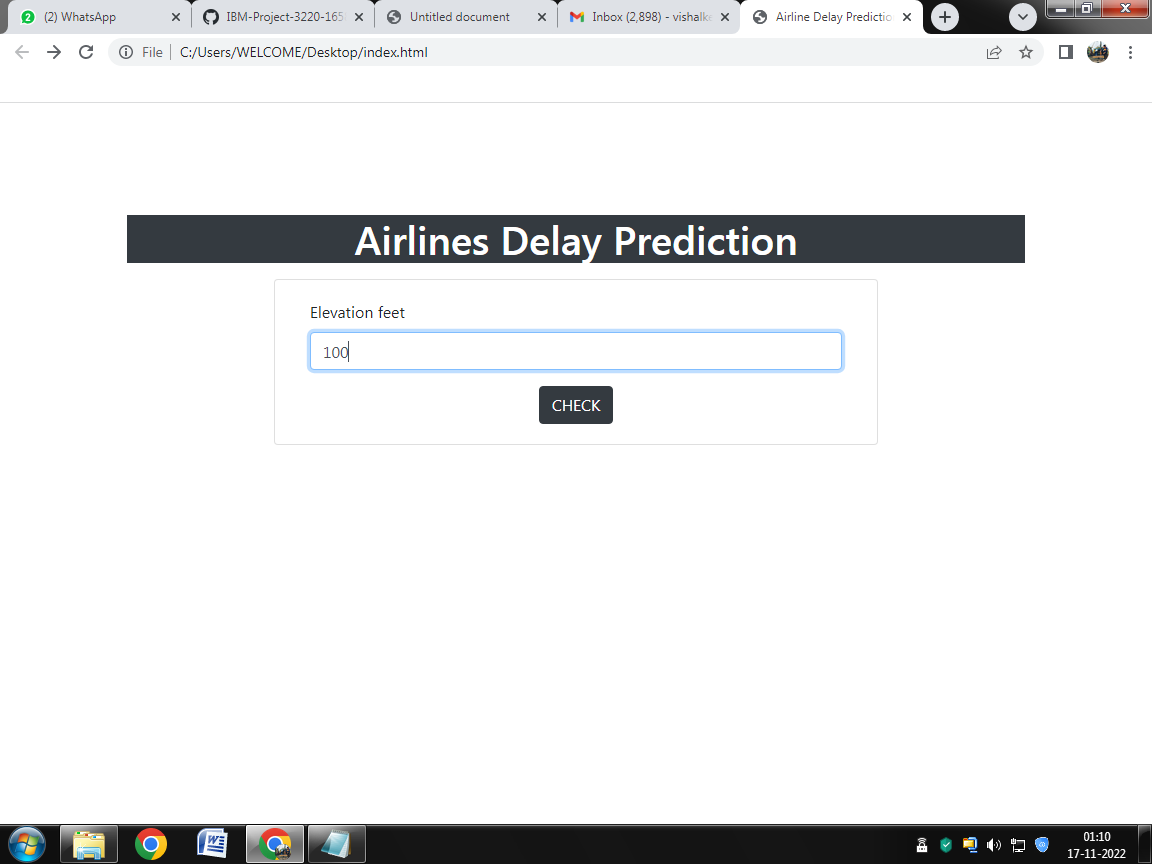 (2) WhatsApp
IBM-Project-3220-165
Untitled document
Inbox (2,898) - vishalke
Airline Delay Predictio
File
C:/Users/WELCOME/Desktop/index.html
Airlines Delay Prediction
Elevation feet
100
CHECK
01:10
17-11-2022